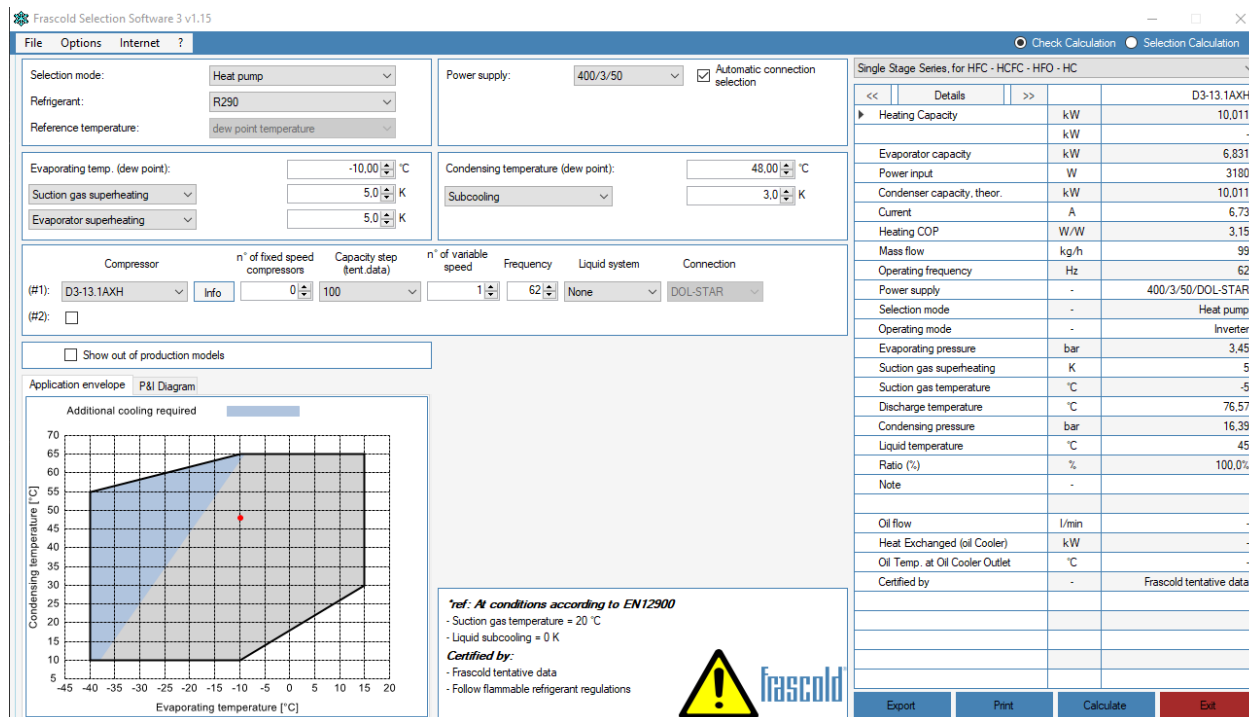 Frascold Selection Software 3 v1.15
File Options Internet ?
Check Calculation Selection Calculation
Selection mode: Heat pump
Refrigerant: R290
Reference temperature: dew point temperature
Power supply: 400/3/50 Automatic connection selection
Evaporating temp. (dew point): -10,00 °C
Suction gas superheating 5,0 K
Evaporator superheating 5,0 K
Condensing temperature (dew point): 48,00 °C
Subcooling 3,0 K
Compressor n° of fixed speed compressors Capacity step (tent.data) n° of variable speed Frequency Liquid system Connection
(#1): D3-13.1AXH Info 0 100 1 62 None DOL-STAR
(#2):
Show out of production models
Application envelope P&I Diagram
Additional cooling required
Condensing temperature [°C]
70
65
60
55
50
45
40
35
30
25
20
15
10
5
-45 -40 -35 -30 -25 -20 -15 -10 -5 0 5 10 15 20
Evaporating temperature [°C]
*ref: At conditions according to EN12900
- Suction gas temperature = 20 °C
- Liquid subcooling = 0 K
Certified by:
- Frascold tentative data
- Follow flammable refrigerant regulations
frascold
Single Stage Series, for HFC - HCFC - HFO - HC
<< Details >> D3-13.1AXH
Heating Capacity kW 10,011
kW -
Evaporator capacity kW 6,831
Power input W 3180
Condenser capacity, theor. kW 10,011
Current A 6,73
Heating COP W/W 3,15
Mass flow kg/h 99
Operating frequency Hz 62
Power supply - 400/3/50/DOL-STAR
Selection mode - Heat pump
Operating mode - Inverter
Evaporating pressure bar 3,45
Suction gas superheating K 5
Suction gas temperature °C -5
Discharge temperature °C 76,57
Condensing pressure bar 16,39
Liquid temperature °C 45
Ratio (%) % 100,0%
Note -
Oil flow l/min -
Heat Exchanged (oil Cooler) kW -
Oil Temp. at Oil Cooler Outlet °C -
Certified by - Frascold tentative data
Export Print Calculate Exit